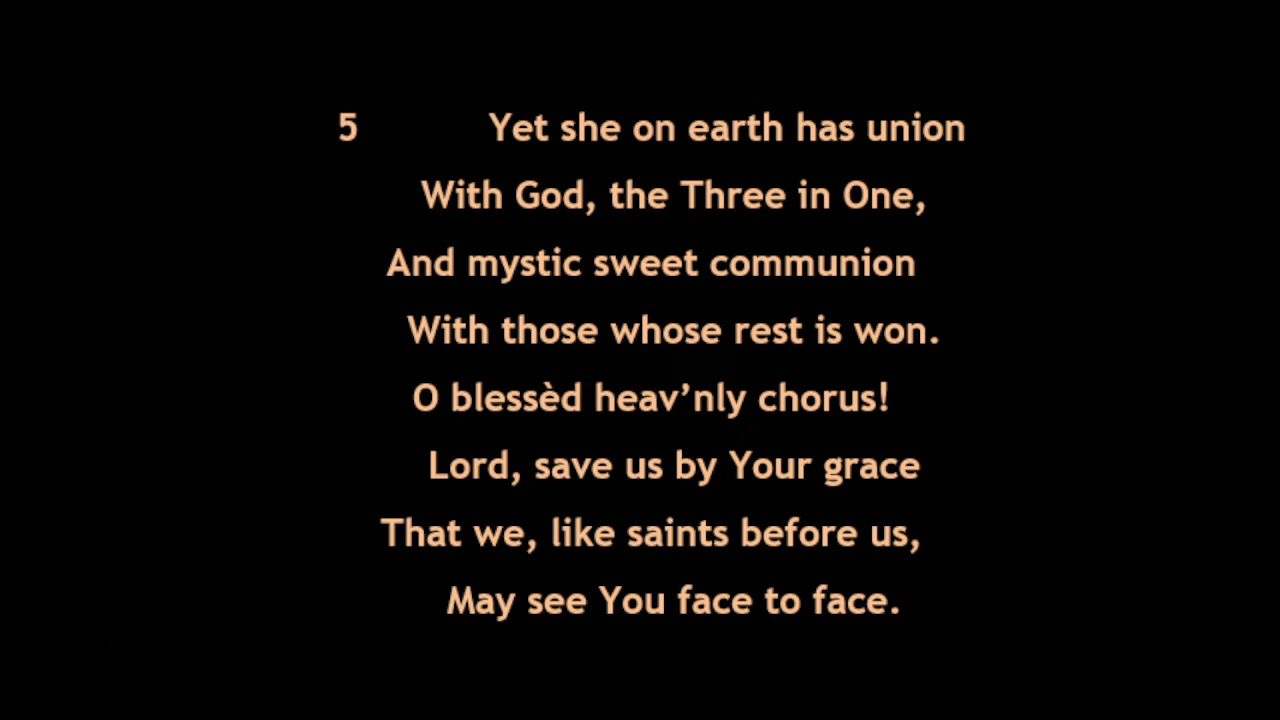 5 Yet she on earth has union
With God, the Three in One,
And mystic sweet communion
With those whose rest is won.
O blessèd heav’nly chorus!
Lord, save us by Your grace
That we, like saints before us,
May see You face to face.